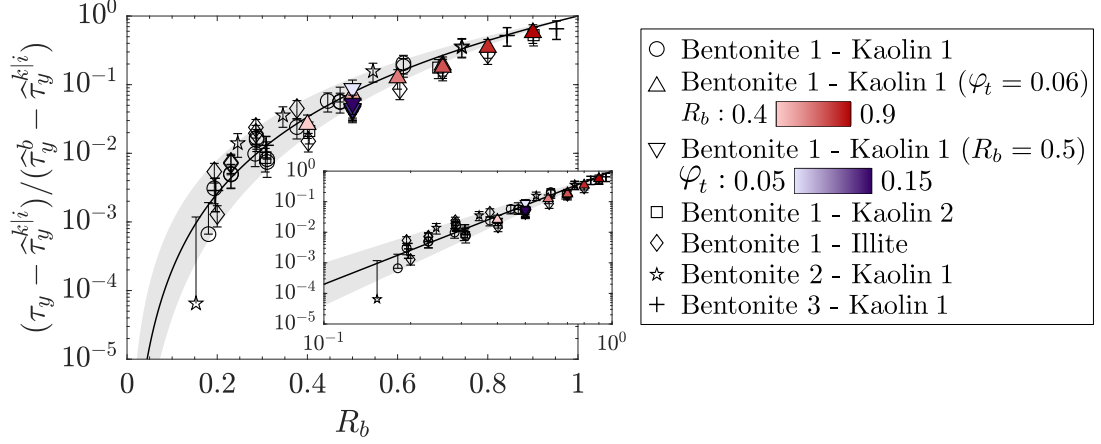 (τ_y − τ̂_y^{k|i})/(τ̂_y^b − τ̂_y^{k|i})
10^0
10^{-1}
10^{-2}
10^{-3}
10^{-4}
10^{-5}
0 0.2 0.4 0.6 0.8 1
R_b
10^0
10^{-1}
10^{-2}
10^{-3}
10^{-4}
10^{-5}
10^{-1} 10^0
Bentonite 1 - Kaolin 1
Bentonite 1 - Kaolin 1 (φ_t = 0.06)
R_b : 0.4 0.9
Bentonite 1 - Kaolin 1 (R_b = 0.5)
φ_t : 0.05 0.15
Bentonite 1 - Kaolin 2
Bentonite 1 - Illite
Bentonite 2 - Kaolin 1
Bentonite 3 - Kaolin 1